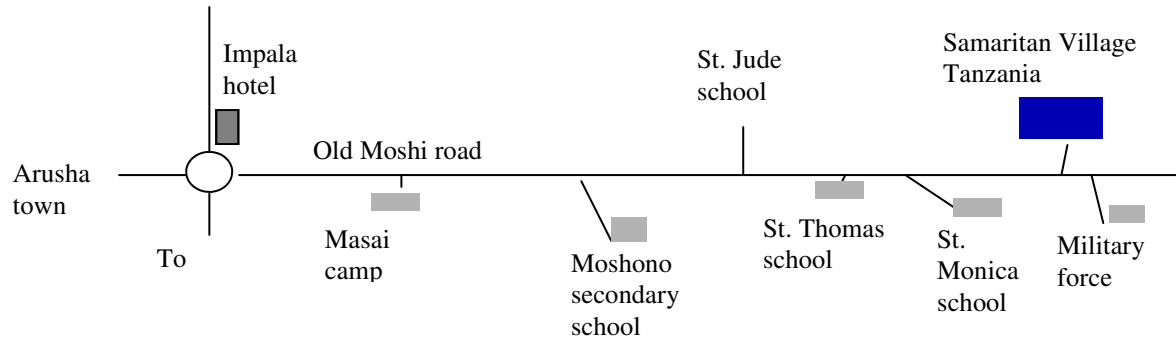 Impala
hotel
St. Jude
school
Samaritan Village
Tanzania
Old Moshi road
Arusha
town
To
Masai
camp
Moshono
secondary
school
St. Thomas
school
St.
Monica
school
Military
force